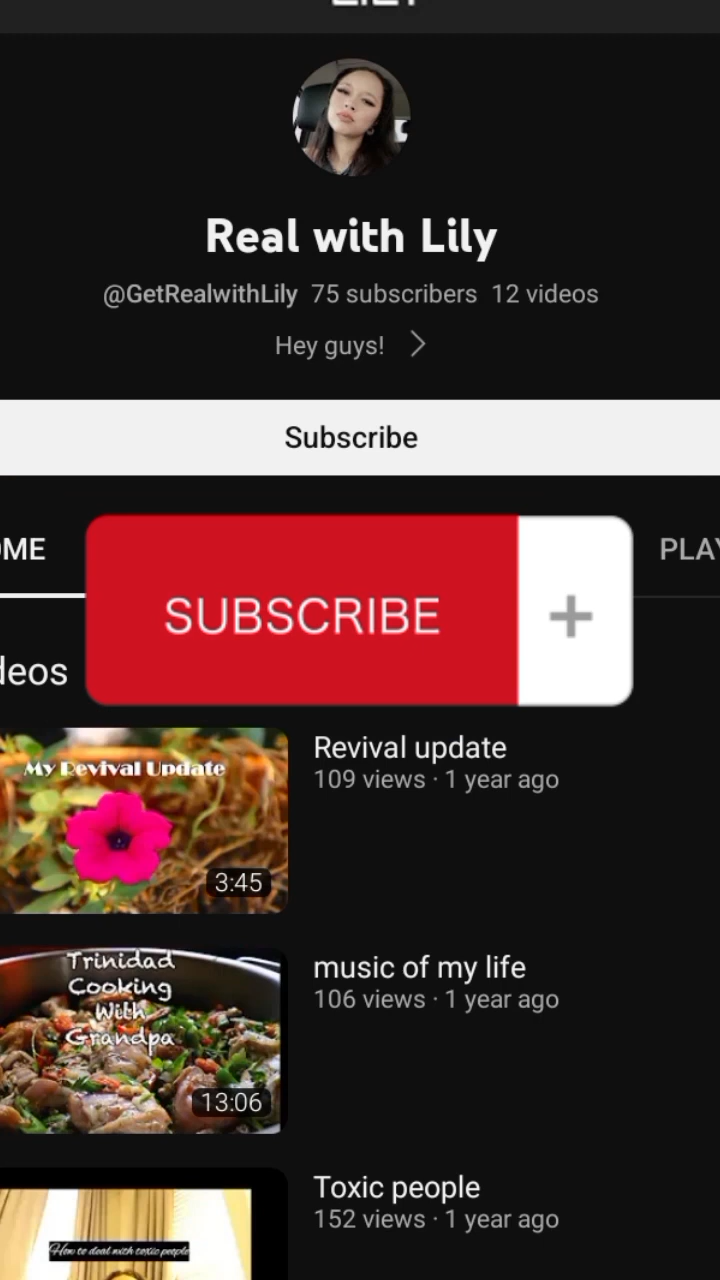 Real with Lily
@GetRealwithLily 75 subscribers 12 videos
Hey guys!
Subscribe
OME
PLAY
SUBSCRIBE +
deos
My Revival Update
3:45
Revival update
109 views · 1 year ago
Trinidad
Cooking
With
Grandpa
13:06
music of my life
106 views · 1 year ago
How to deal with toxic people
Toxic people
152 views · 1 year ago